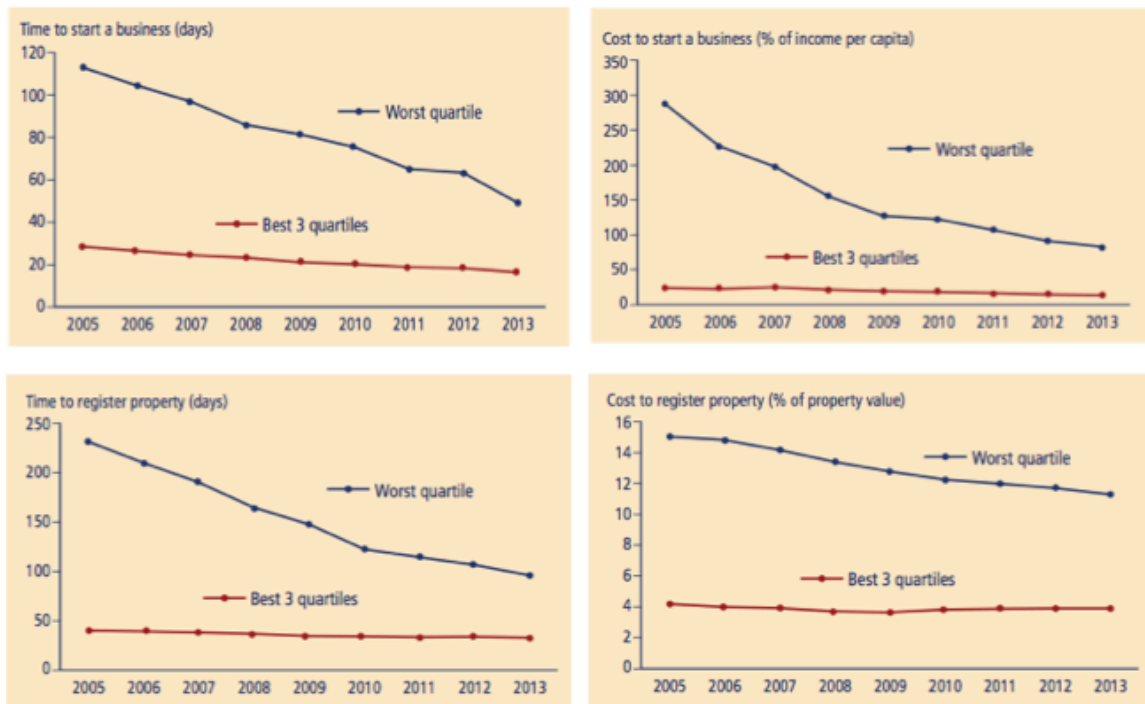 Time to start a business (days)
120
100
80
60
40
20
0
Worst quartile
Best 3 quartiles
2005 2006 2007 2008 2009 2010 2011 2012 2013
Cost to start a business (% of income per capita)
350
300
250
200
150
100
50
0
Worst quartile
Best 3 quartiles
2005 2006 2007 2008 2009 2010 2011 2012 2013
Time to register property (days)
250
200
150
100
50
0
Worst quartile
Best 3 quartiles
2005 2006 2007 2008 2009 2010 2011 2012 2013
Cost to register property (% of property value)
16
14
12
10
8
6
4
2
0
Worst quartile
Best 3 quartiles
2005 2006 2007 2008 2009 2010 2011 2012 2013